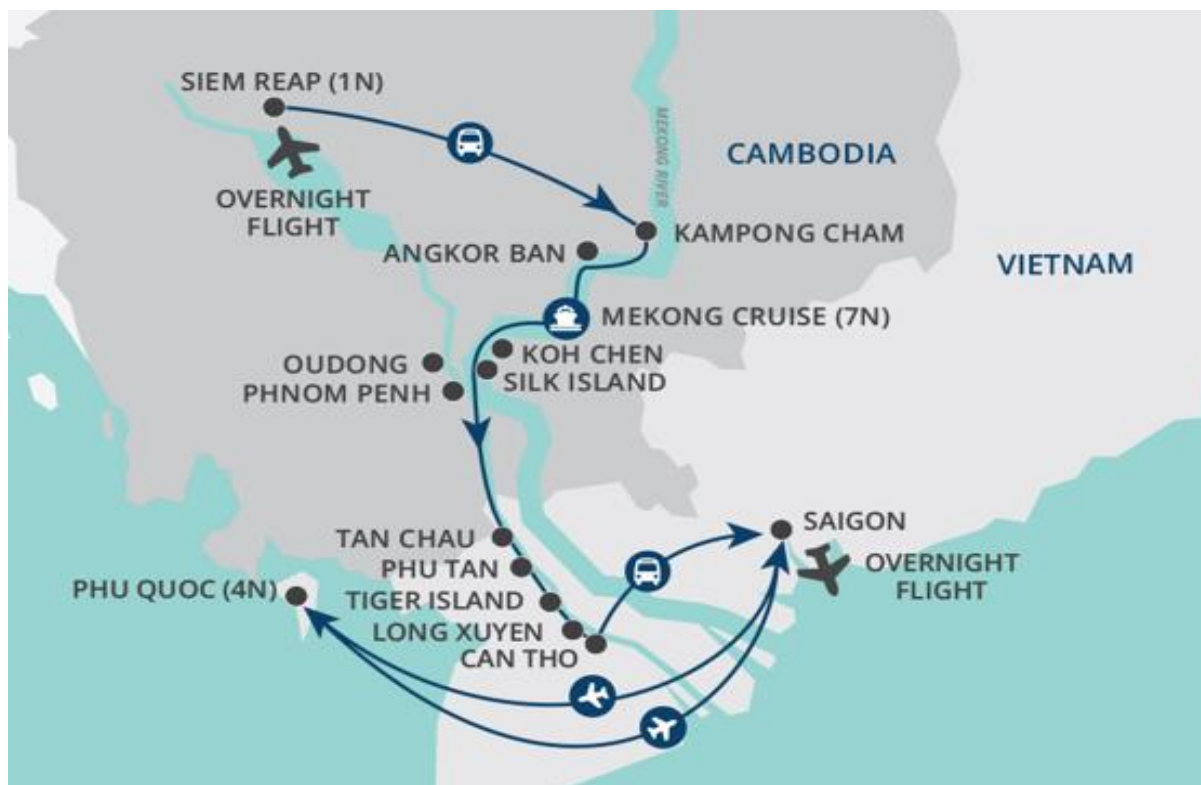 SIEM REAP (1N)
OVERNIGHT
FLIGHT
MEKONG RIVER
CAMBODIA
VIETNAM
KAMPONG CHAM
ANGKOR BAN
MEKONG CRUISE (7N)
KOH CHEN
SILK ISLAND
OUDONG
PHNOM PENH
TAN CHAU
PHU TAN
TIGER ISLAND
LONG XUYEN
CAN THO
PHU QUOC (4N)
SAIGON
OVERNIGHT
FLIGHT